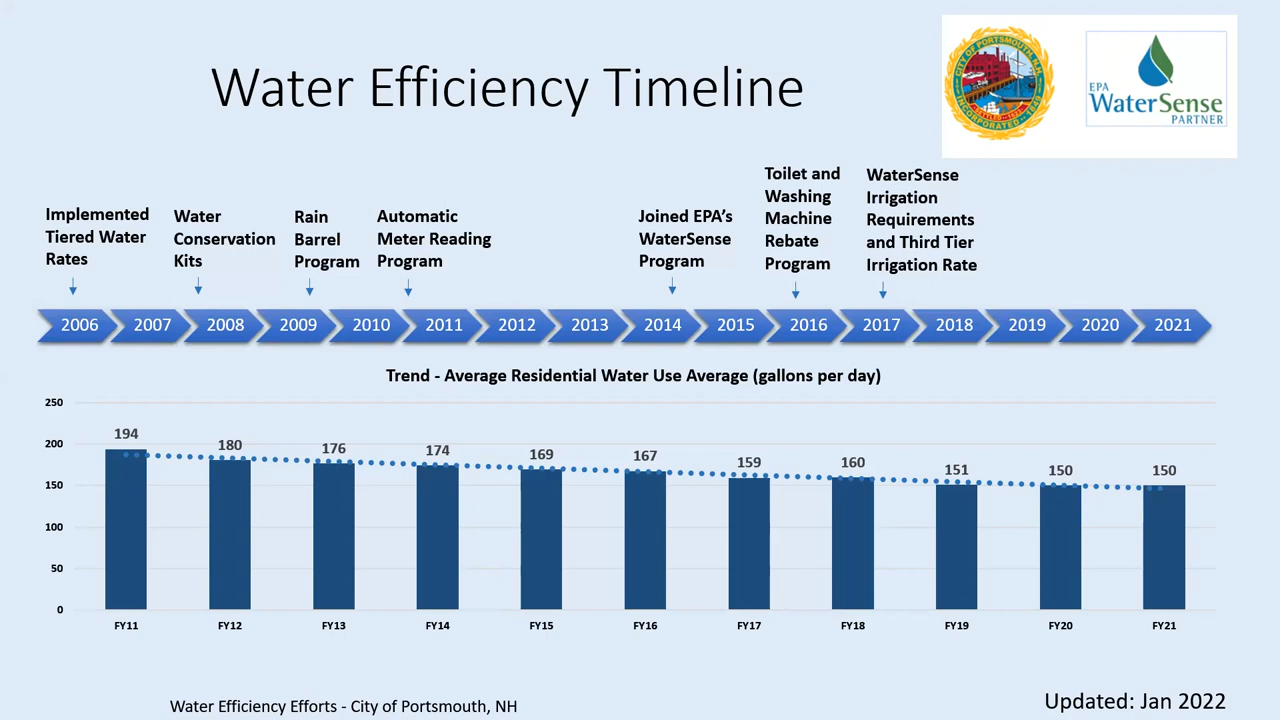 Water Efficiency Timeline
CITY OF PORTSMOUTH, N.H.
INCORPORATED
EPA
WaterSense
PARTNER
Implemented
Tiered Water
Rates
Water
Conservation
Kits
Rain
Barrel
Program
Automatic
Meter Reading
Program
Joined EPA’s
WaterSense
Program
Toilet and
Washing
Machine
Rebate
Program
WaterSense
Irrigation
Requirements
and Third Tier
Irrigation Rate
2006 2007 2008 2009 2010 2011 2012 2013 2014 2015 2016 2017 2018 2019 2020 2021
Trend - Average Residential Water Use Average (gallons per day)
250
200
150
100
50
0
194 180 176 174 169 167 159 160 151 150 150
FY11 FY12 FY13 FY14 FY15 FY16 FY17 FY18 FY19 FY20 FY21
Water Efficiency Efforts - City of Portsmouth, NH
Updated: Jan 2022